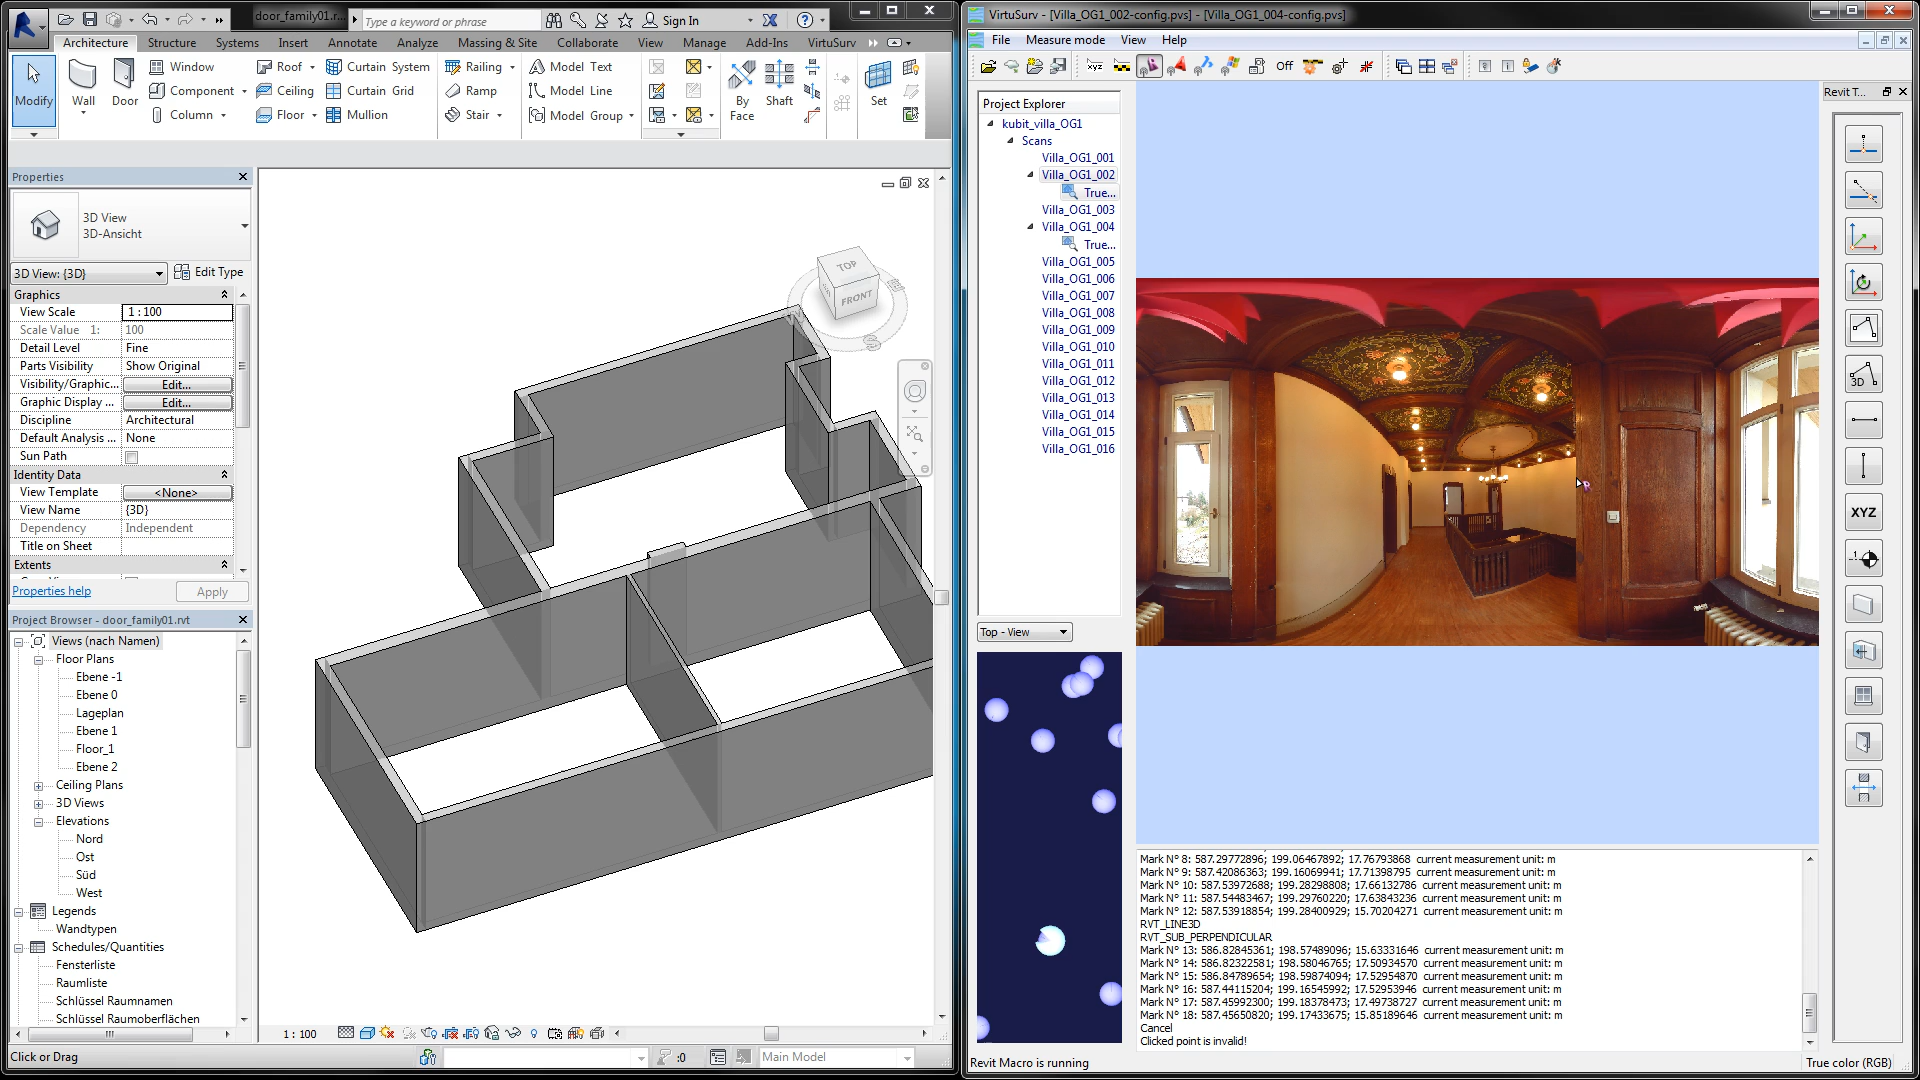 door_family01.r...
Type a keyword or phrase
Sign In
Architecture Structure Systems Insert Annotate Analyze Massing & Site Collaborate View Manage Add-Ins VirtuSurv
Modify
Wall
Door
Window
Component
Column
Roof
Ceiling
Floor
Curtain System
Curtain Grid
Mullion
Railing
Ramp
Stair
Model Text
Model Line
Model Group
By Face
Shaft
Set
Properties
3D View
3D-Ansicht
3D View: {3D}
Edit Type
Graphics
View Scale 1 : 100
Scale Value 1: 100
Detail Level Fine
Parts Visibility Show Original
Visibility/Graphic... Edit...
Graphic Display ... Edit...
Discipline Architectural
Default Analysis ... None
Sun Path
Identity Data
View Template <None>
View Name {3D}
Dependency Independent
Title on Sheet
Extents
Properties help
Apply
Project Browser - door_family01.rvt
Views (nach Namen)
Floor Plans
Ebene -1
Ebene 0
Lageplan
Ebene 1
Floor_1
Ebene 2
Ceiling Plans
3D Views
Elevations
Nord
Ost
Süd
West
Legends
Wandtypen
Schedules/Quantities
Fensterliste
Raumliste
Schlüssel Raumnamen
Schlüssel Raumoberflächen
TOP
FRONT
S
1 : 100
Click or Drag
:0
Main Model
VirtuSurv - [Villa_OG1_002-config.pvs] - [Villa_OG1_004-config.pvs]
File Measure mode View Help
xyz
Off
Project Explorer
kubit_villa_OG1
Scans
Villa_OG1_001
Villa_OG1_002
True...
Villa_OG1_003
Villa_OG1_004
True...
Villa_OG1_005
Villa_OG1_006
Villa_OG1_007
Villa_OG1_008
Villa_OG1_009
Villa_OG1_010
Villa_OG1_011
Villa_OG1_012
Villa_OG1_013
Villa_OG1_014
Villa_OG1_015
Villa_OG1_016
Top - View
Revit T...
3D
XYZ
-1
Mark N° 8: 587.29772896; 199.06467892; 17.76793868 current measurement unit: m
Mark N° 9: 587.42086363; 199.16069941; 17.71398795 current measurement unit: m
Mark N° 10: 587.53972688; 199.28298808; 17.66132786 current measurement unit: m
Mark N° 11: 587.54483467; 199.29760220; 17.63843236 current measurement unit: m
Mark N° 12: 587.53918854; 199.28400929; 15.70204271 current measurement unit: m
RVT_LINE3D
RVT_SUB_PERPENDICULAR
Mark N° 13: 586.82845361; 198.57489096; 15.63331646 current measurement unit: m
Mark N° 14: 586.82322581; 198.58046765; 17.50934570 current measurement unit: m
Mark N° 15: 586.84789654; 198.59874094; 17.52954870 current measurement unit: m
Mark N° 16: 587.44115204; 199.16545992; 17.52953946 current measurement unit: m
Mark N° 17: 587.45992300; 199.18378473; 17.49738727 current measurement unit: m
Mark N° 18: 587.45650820; 199.17433675; 15.85189646 current measurement unit: m
Cancel
Clicked point is invalid!
Revit Macro is running
True color (RGB)